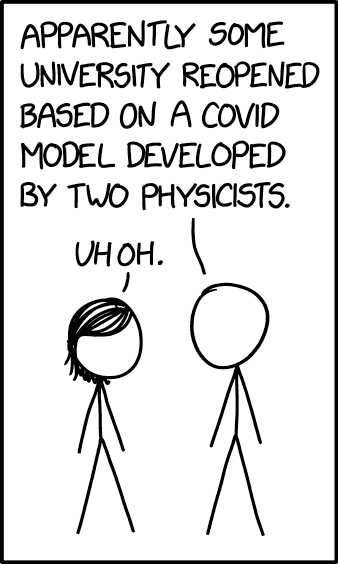 APPARENTLY SOME
UNIVERSITY REOPENED
BASED ON A COVID
MODEL DEVELOPED
BY TWO PHYSICISTS.
UH OH.